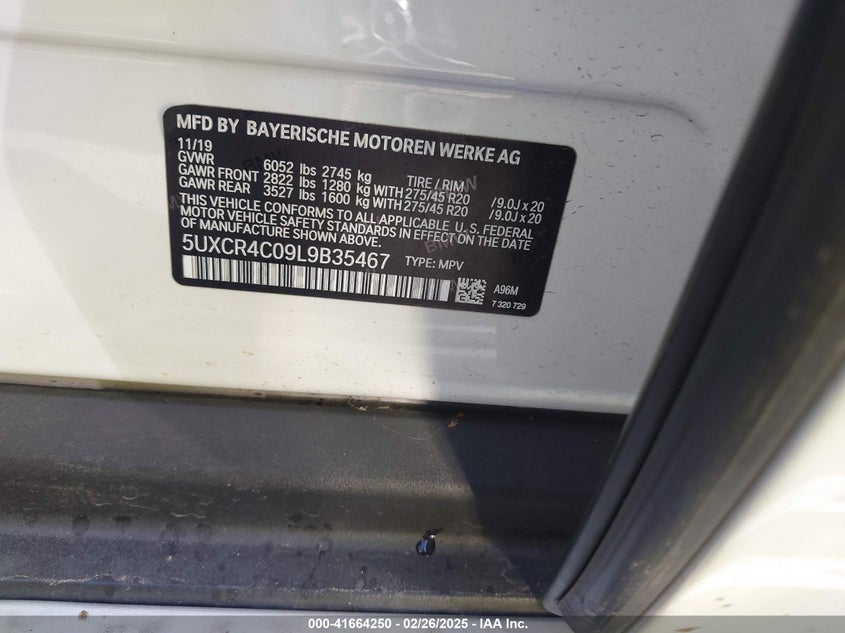 MFD BY BAYERISCHE MOTOREN WERKE AG
11/19
GVWR 6052 lbs 2745 kg TIRE / RIM
GAWR FRONT 2822 lbs 1280 kg WITH 275/45 R20 /9.0J x 20
GAWR REAR 3527 lbs 1600 kg WITH 275/45 R20 /9.0J x 20
THIS VEHICLE CONFORMS TO ALL APPLICABLE U. S. FEDERAL
MOTOR VEHICLE SAFETY STANDARDS IN EFFECT ON THE DATE
OF MANUFACTURE SHOWN ABOVE.
5UXCR4C09L9B35467 TYPE: MPV
A96M
7 320 729
000-41664250 - 02/26/2025 - IAA Inc.